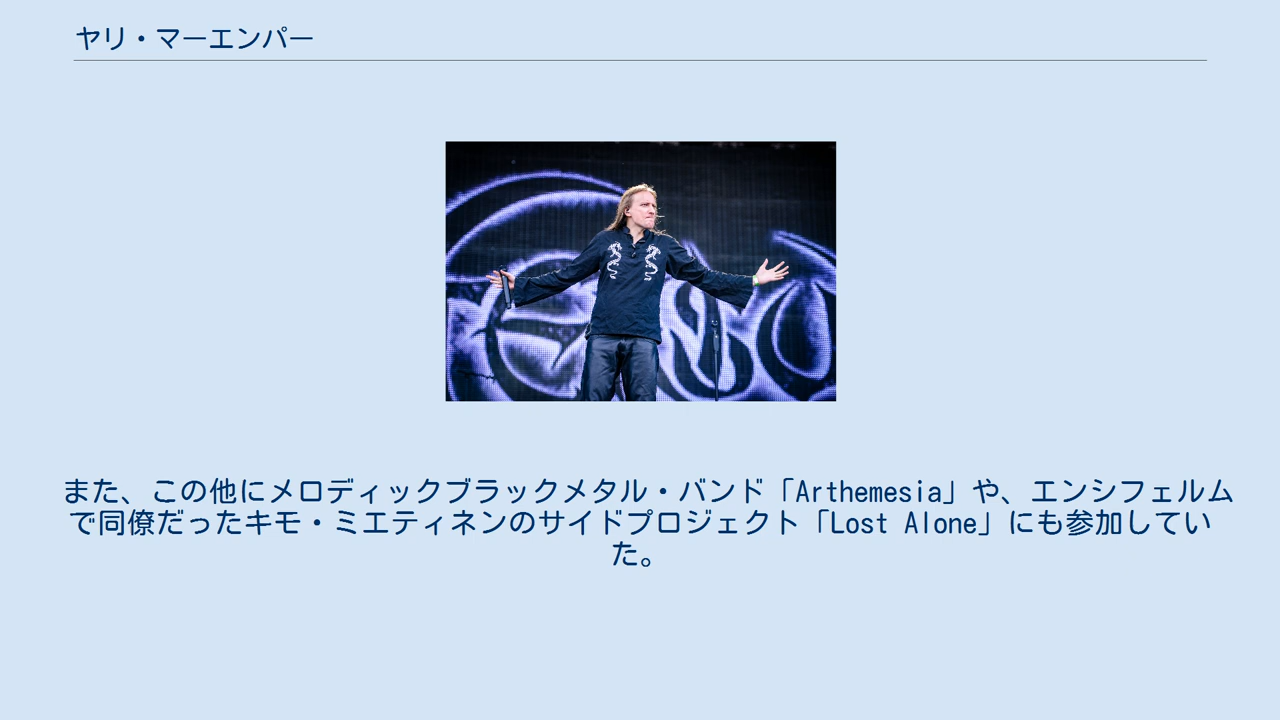 ヤリ・マーエンパー
また、この他にメロディックブラックメタル・バンド「Arthemesia」や、エンシフェルム
で同僚だったキモ・ミエティネンのサイドプロジェクト「Lost Alone」にも参加してい
た。